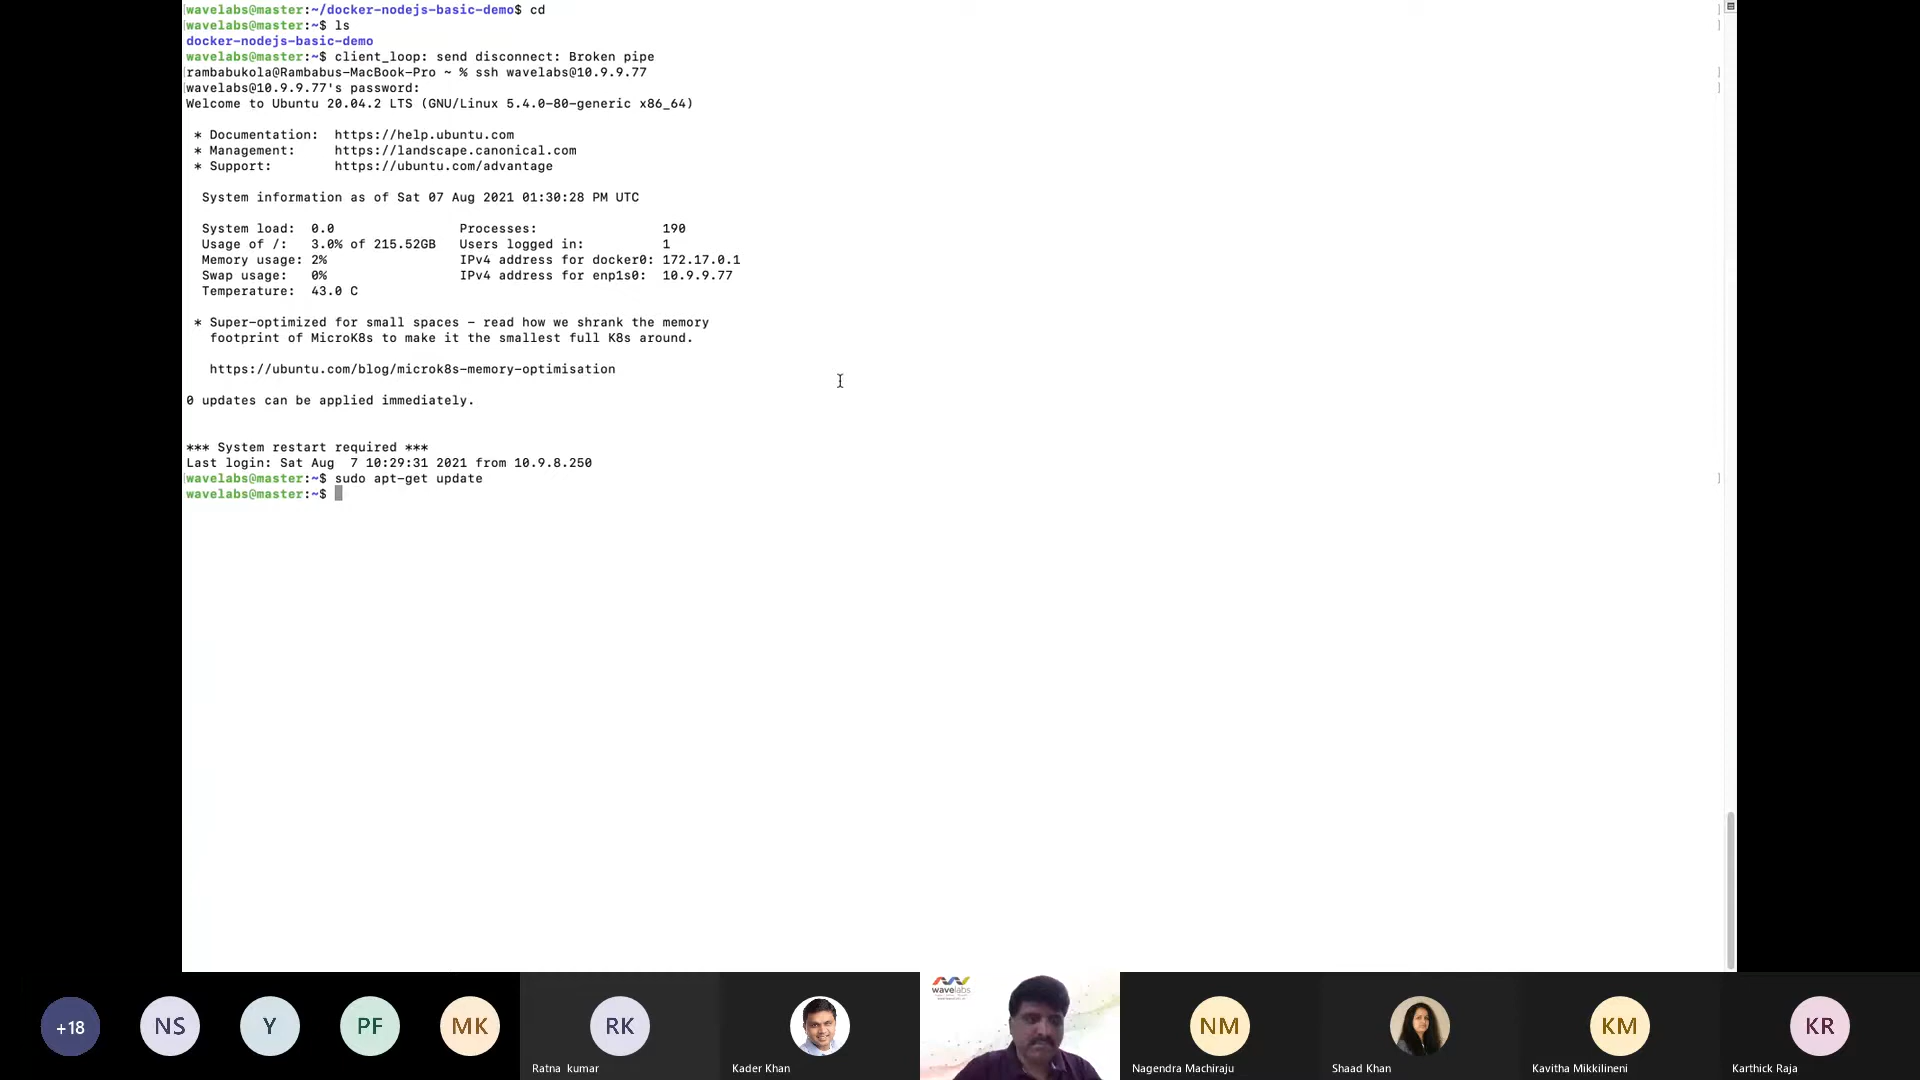 wavelabs@master:~/docker-nodejs-basic-demo$ cd
wavelabs@master:~$ ls
docker-nodejs-basic-demo
wavelabs@master:~$ client_loop: send disconnect: Broken pipe
rambabukola@Rambabus-MacBook-Pro ~ % ssh wavelabs@10.9.9.77
wavelabs@10.9.9.77's password:
Welcome to Ubuntu 20.04.2 LTS (GNU/Linux 5.4.0-80-generic x86_64)
* Documentation:  https://help.ubuntu.com
* Management:     https://landscape.canonical.com
* Support:        https://ubuntu.com/advantage
System information as of Sat 07 Aug 2021 01:30:28 PM UTC
System load:  0.0                Processes:                190
Usage of /:   3.0% of 215.52GB   Users logged in:          1
Memory usage: 2%                 IPv4 address for docker0: 172.17.0.1
Swap usage:   0%                 IPv4 address for enp1s0:  10.9.9.77
Temperature:  43.0 C
* Super-optimized for small spaces - read how we shrank the memory
footprint of MicroK8s to make it the smallest full K8s around.
https://ubuntu.com/blog/microk8s-memory-optimisation
0 updates can be applied immediately.
*** System restart required ***
Last login: Sat Aug  7 10:29:31 2021 from 10.9.8.250
wavelabs@master:~$ sudo apt-get update
wavelabs@master:~$
wavelabs
+18
NS
Y
PF
MK
RK
NM
KM
KR
Ratna kumar
Kader Khan
Nagendra Machiraju
Shaad Khan
Kavitha Mikkilineni
Karthick Raja